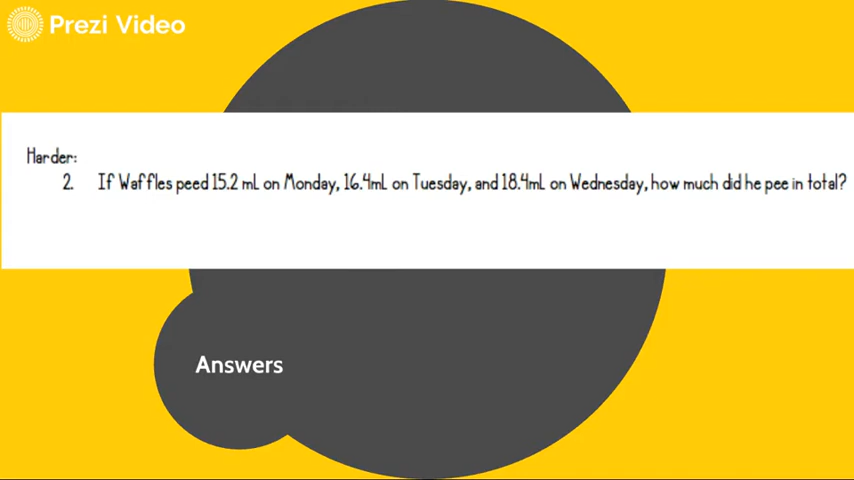 Prezi Video
Harder:
2. If Waffles peed 15.2 mL on Monday, 16.4mL on Tuesday, and 18.4mL on Wednesday, how much did he pee in total?
Answers